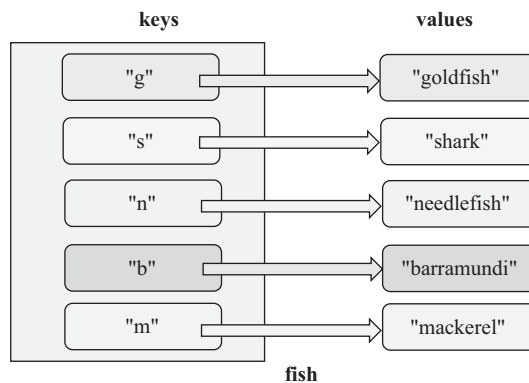 keys values
"g" "goldfish"
"s" "shark"
"n" "needlefish"
"b" "barramundi"
"m" "mackerel"
fish